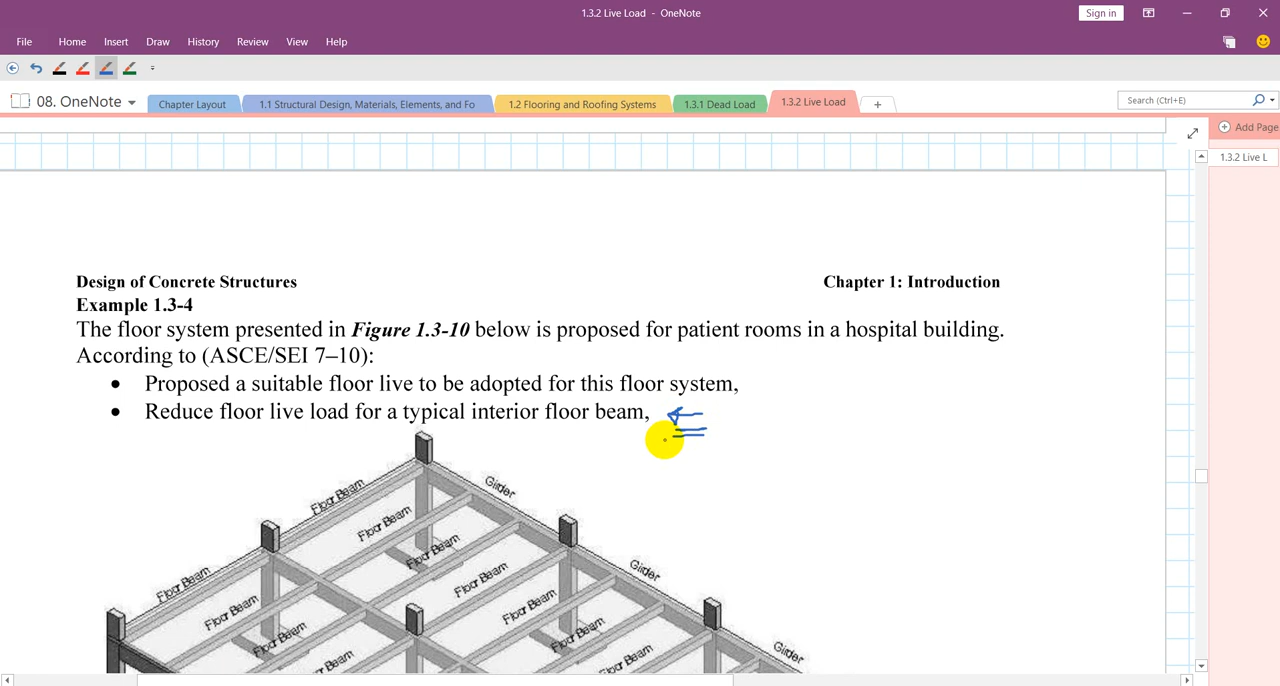 1.3.2 Live Load - OneNote
Sign in
File Home Insert Draw History Review View Help
08. OneNote
Chapter Layout
1.1 Structural Design, Materials, Elements, and Fo
1.2 Flooring and Roofing Systems
1.3.1 Dead Load
1.3.2 Live Load
Search (Ctrl+E)
Add Page
1.3.2 Live L
Design of Concrete Structures
Chapter 1: Introduction
Example 1.3-4
The floor system presented in Figure 1.3-10 below is proposed for patient rooms in a hospital building.
According to (ASCE/SEI 7–10):
• Proposed a suitable floor live to be adopted for this floor system,
• Reduce floor live load for a typical interior floor beam,
Floor Beam
Girder
Floor Beam
Floor Beam
Floor Beam
Floor Beam
Girder
Floor Beam
Floor Beam
Floor Beam
Floor Beam
Floor Beam
Floor Beam
Girder